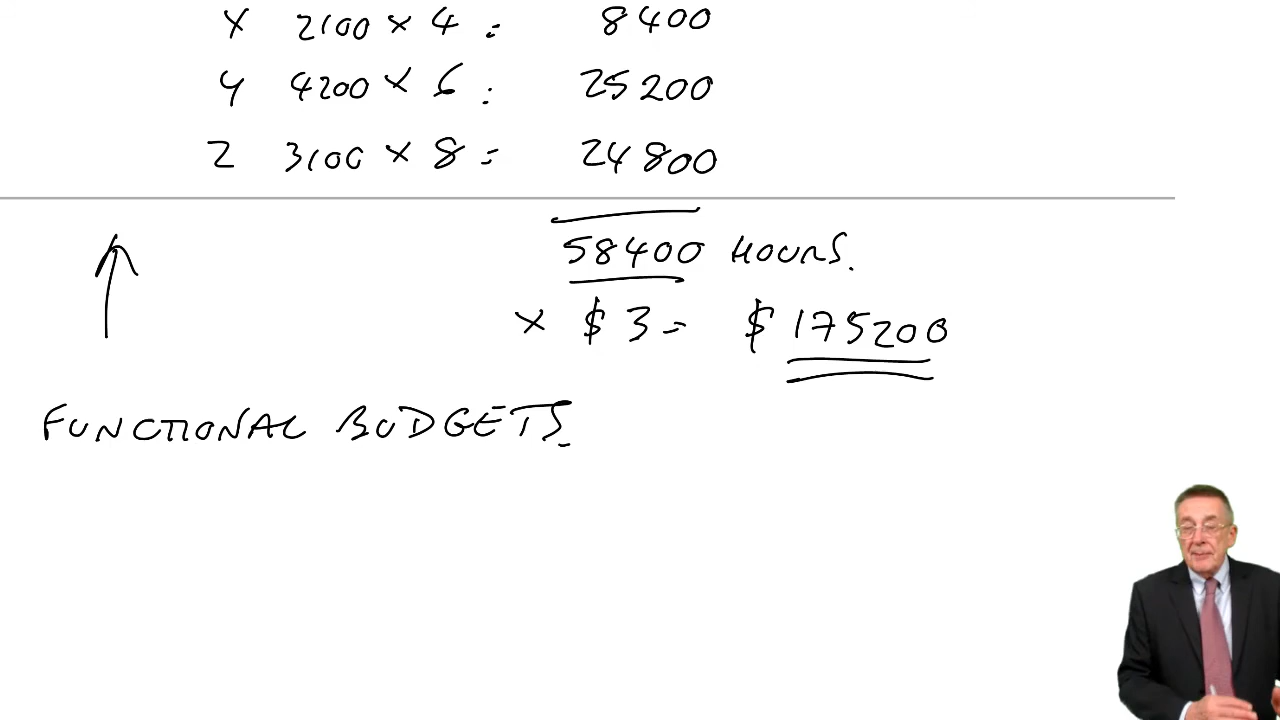 X 2100 × 4 = 8400
Y 4200 × 6 : 25200
Z 3100 × 8 = 24800
58400 HOURS.
× $ 3 = $ 175200
FUNCTIONAL BUDGETS.